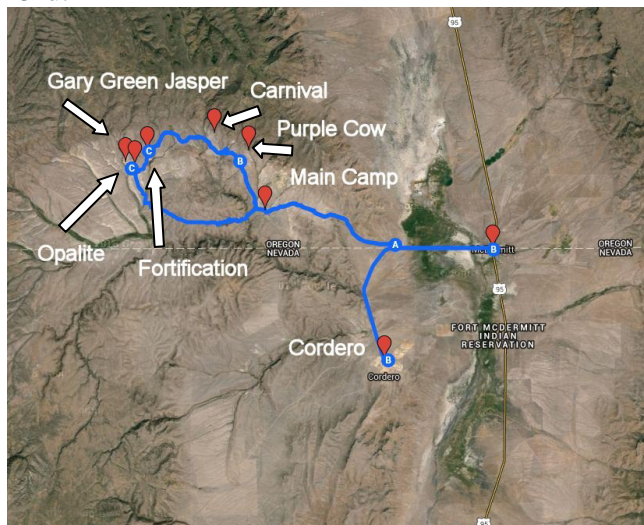 95
Gary Green Jasper
Carnival
Purple Cow
B
C
C
Main Camp
Opalite
Fortification
OREGON
NEVADA
A
B
OREGON
NEVADA
95
FORT MCDERMITT
INDIAN
RESERVATION
Cordero
B
Cordero
95